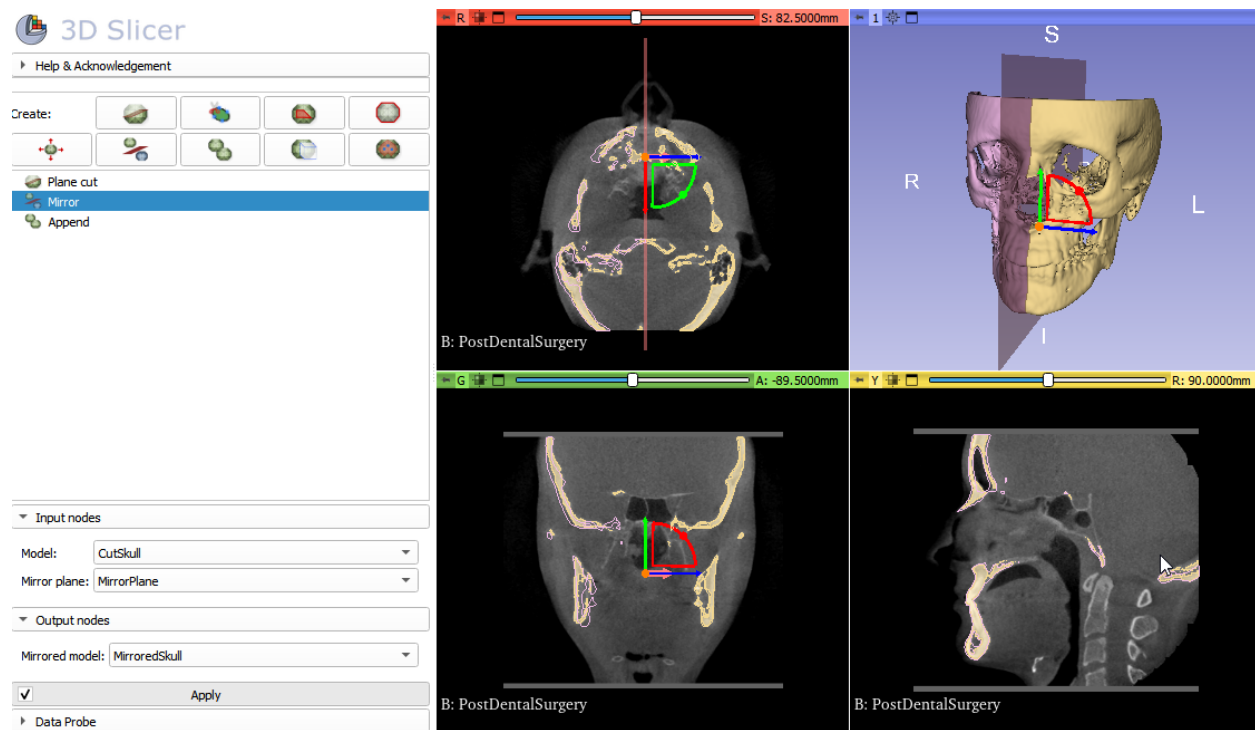 3D Slicer
Help & Acknowledgement
Create:
Plane cut
Mirror
Append
Input nodes
Model: CutSkull
Mirror plane: MirrorPlane
Output nodes
Mirrored model: MirroredSkull
Apply
Data Probe
R S: 82.5000mm
B: PostDentalSurgery
1
S
R
L
I
G A: -89.5000mm
B: PostDentalSurgery
Y R: 90.0000mm
B: PostDentalSurgery